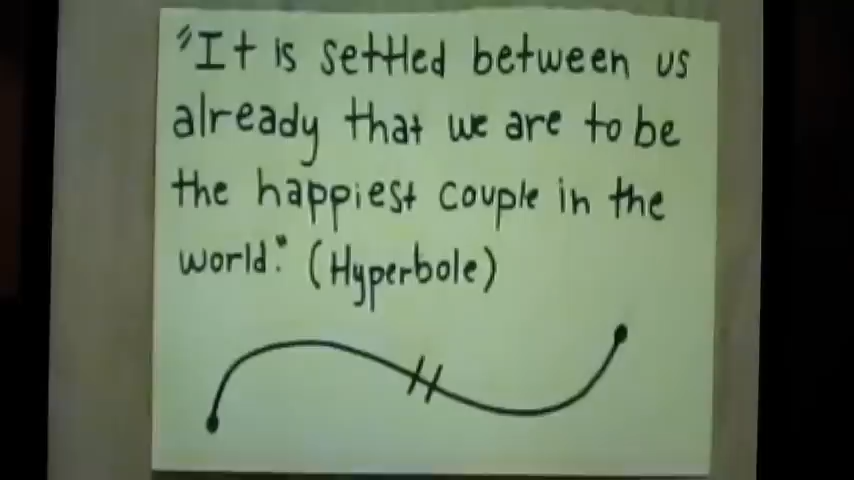 "It is settled between us
already that we are to be
the happiest couple in the
world." (Hyperbole)